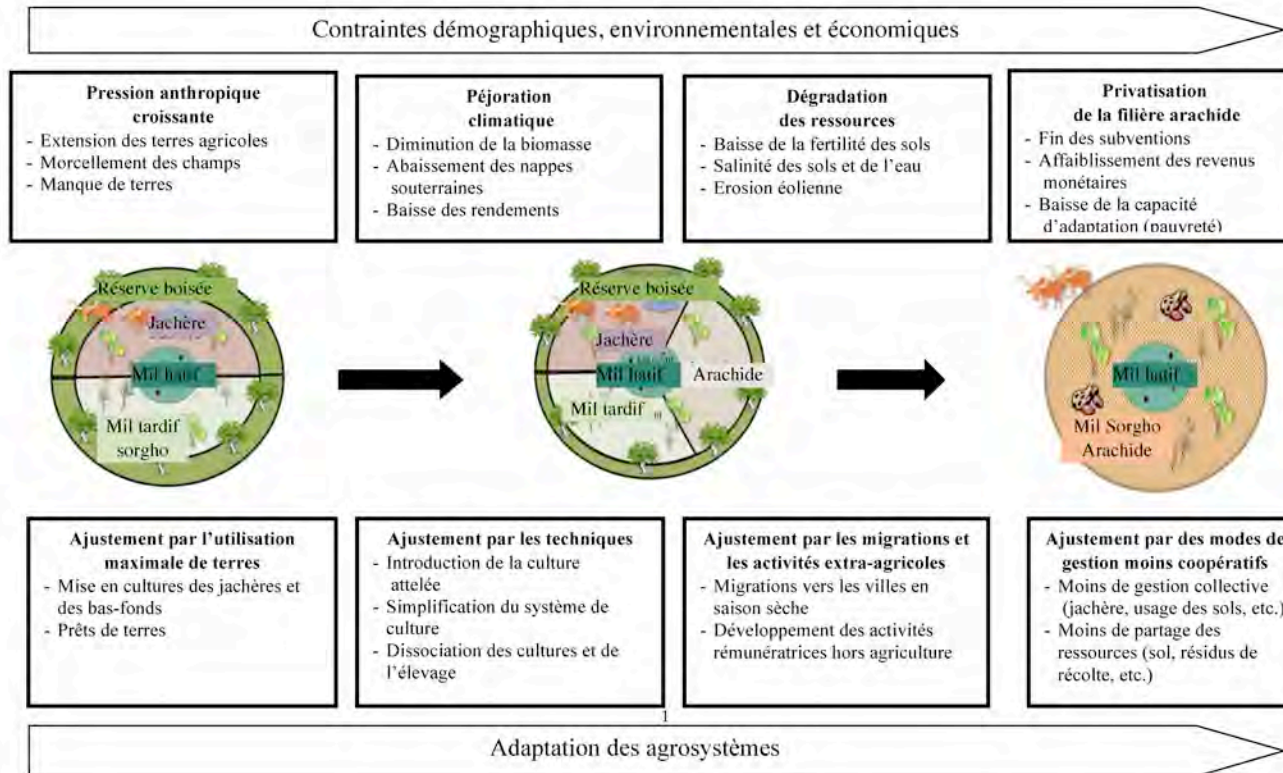 Contraintes démographiques, environnementales et économiques
Pression anthropique
croissante
- Extension des terres agricoles
- Morcellement des champs
- Manque de terres
Péjoration
climatique
- Diminution de la biomasse
- Abaissement des nappes
souterraines
- Baisse des rendements
Dégradation
des ressources
- Baisse de la fertilité des sols
- Salinité des sols et de l'eau
- Erosion éolienne
Privatisation
de la filière arachide
- Fin des subventions
- Affaiblissement des revenus
monétaires
- Baisse de la capacité
d'adaptation (pauvreté)
Réserve boisée
Jachère
Mil hatif
Mil tardif
sorgho
Réserve boisée
Jachère
Mil hatif
Arachide
Mil tardif
Mil hatif
Mil Sorgho
Arachide
Ajustement par l'utilisation
maximale de terres
- Mise en cultures des jachères et
des bas-fonds
- Prêts de terres
Ajustement par les techniques
- Introduction de la culture
attelée
- Simplification du système de
culture
- Dissociation des cultures et de
l'élevage
Ajustement par les migrations et
les activités extra-agricoles
- Migrations vers les villes en
saison sèche
- Développement des activités
rémunératrices hors agriculture
Ajustement par des modes de
gestion moins coopératifs
- Moins de gestion collective
(jachère, usage des sols, etc.)
- Moins de partage des
ressources (sol, résidus de
récolte, etc.)
1
Adaptation des agrosystèmes